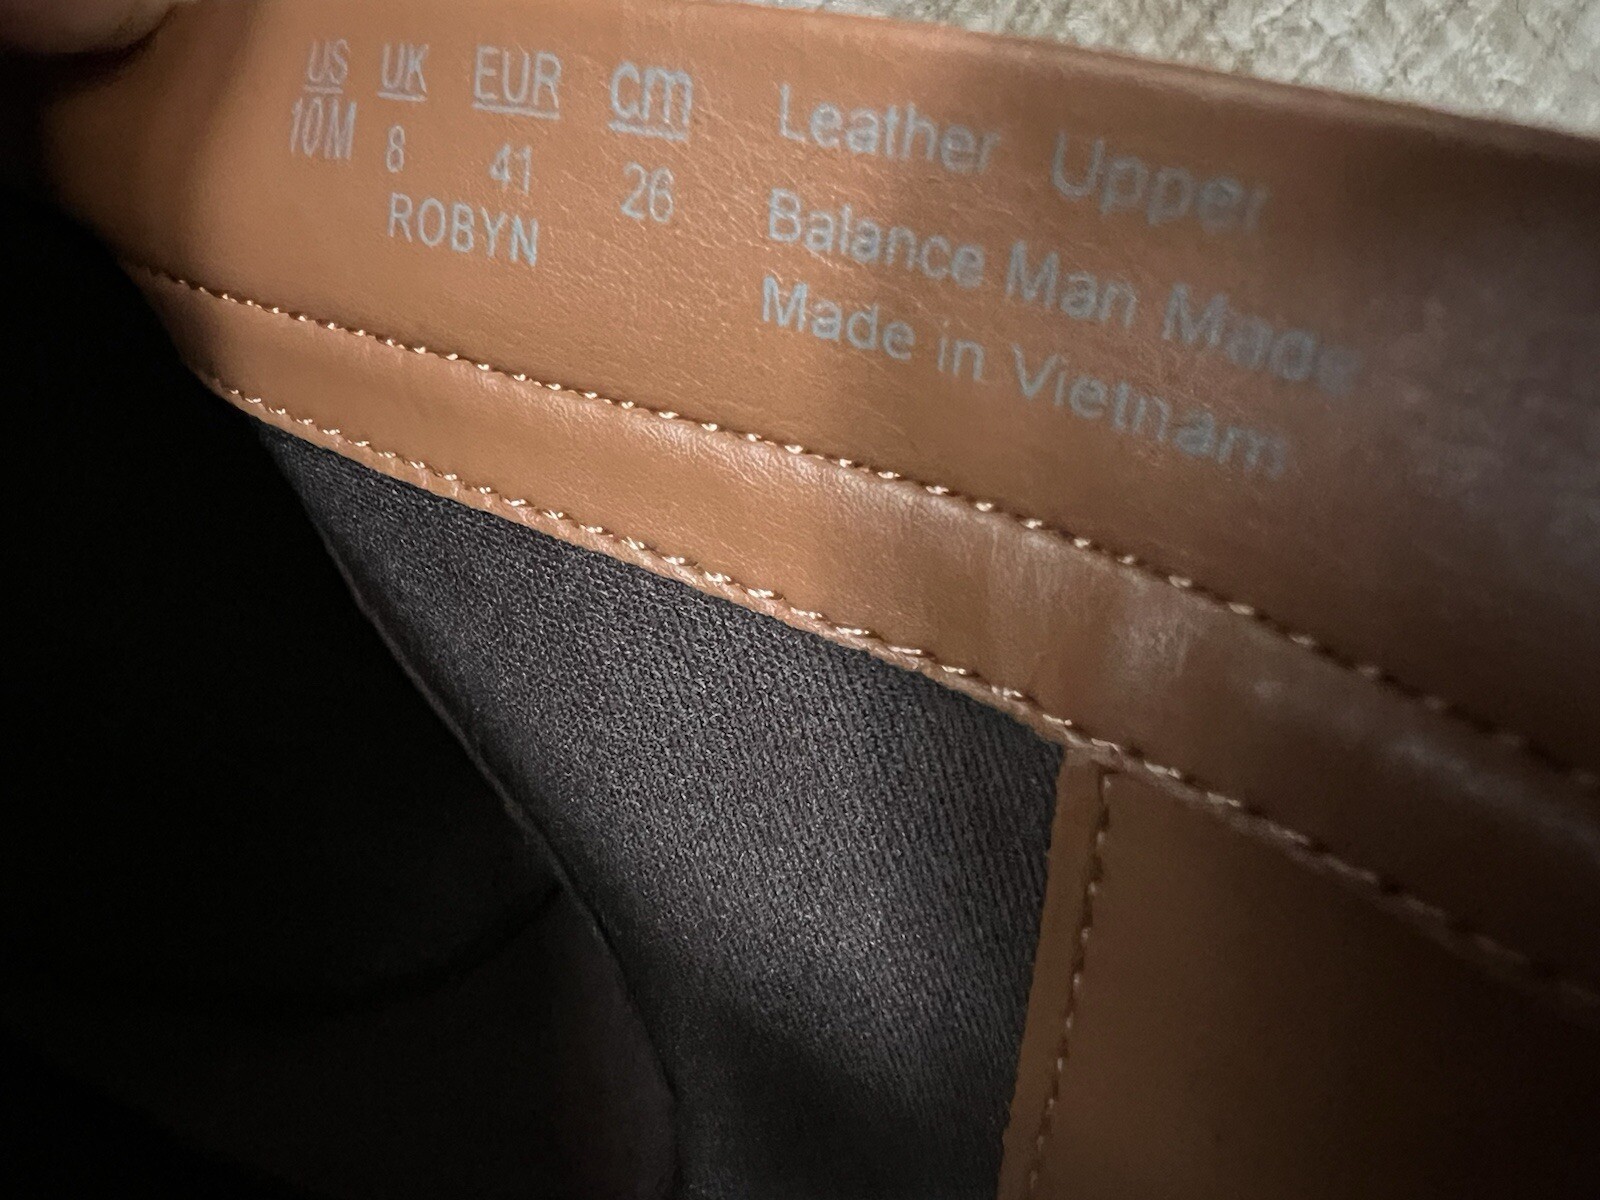 US UK EUR cm
10M 8 41 26
ROBYN
Leather Upper
Balance Man Made
Made in Vietnam